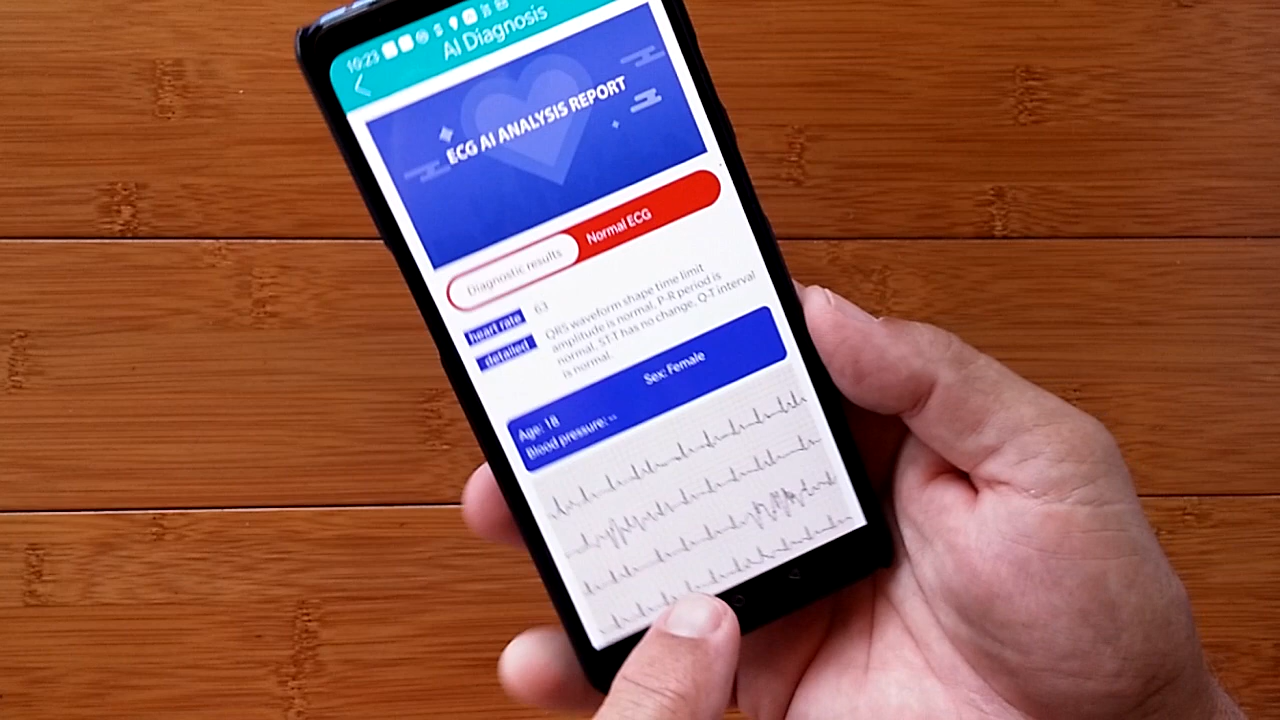 10:23
AI Diagnosis
ECG AI ANALYSIS REPORT
Diagnostic results
Normal ECG
heart rate
63
detailed
QRS waveform shape time limit
amplitude is normal, P-R period is
normal, ST-T has no change, Q-T interval
is normal.
Age: 18
Sex: Female
Blood pressure: --